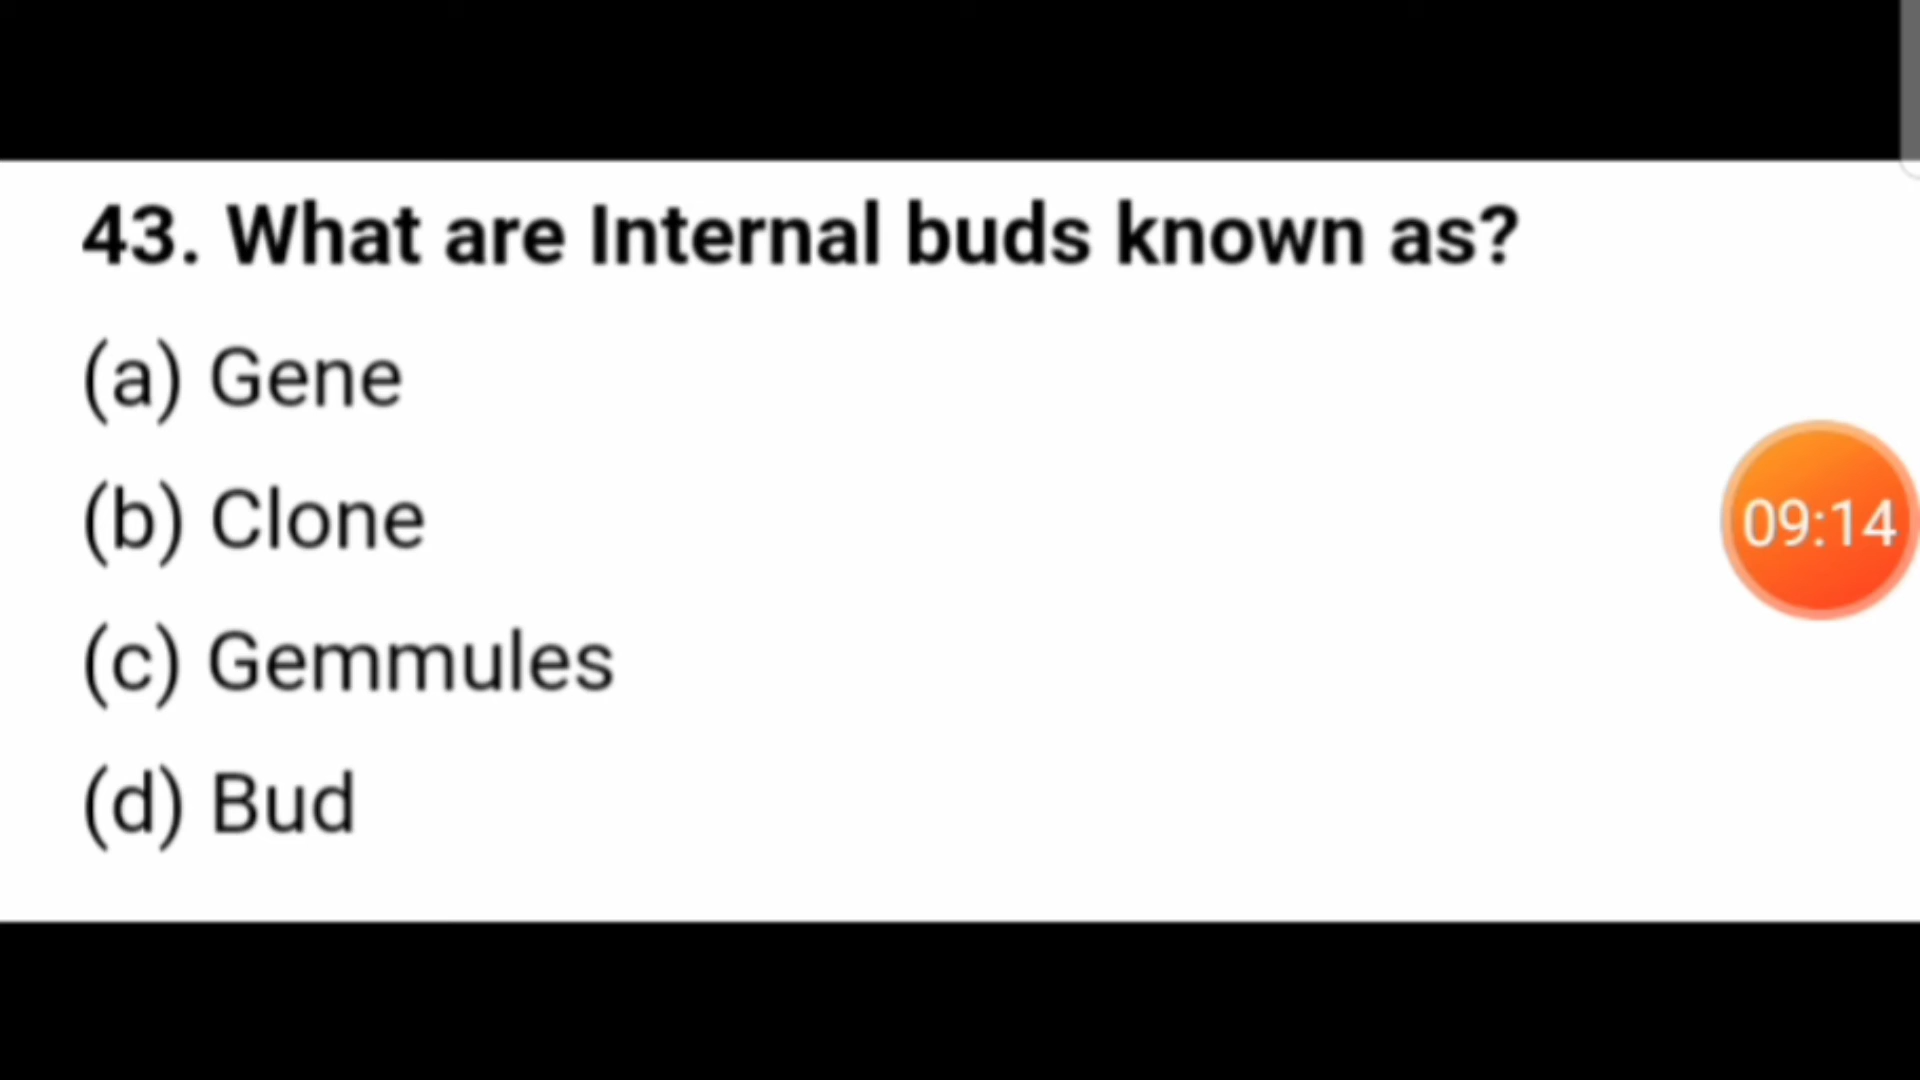 43. What are Internal buds known as?
(a) Gene
(b) Clone
09:14
(c) Gemmules
(d) Bud